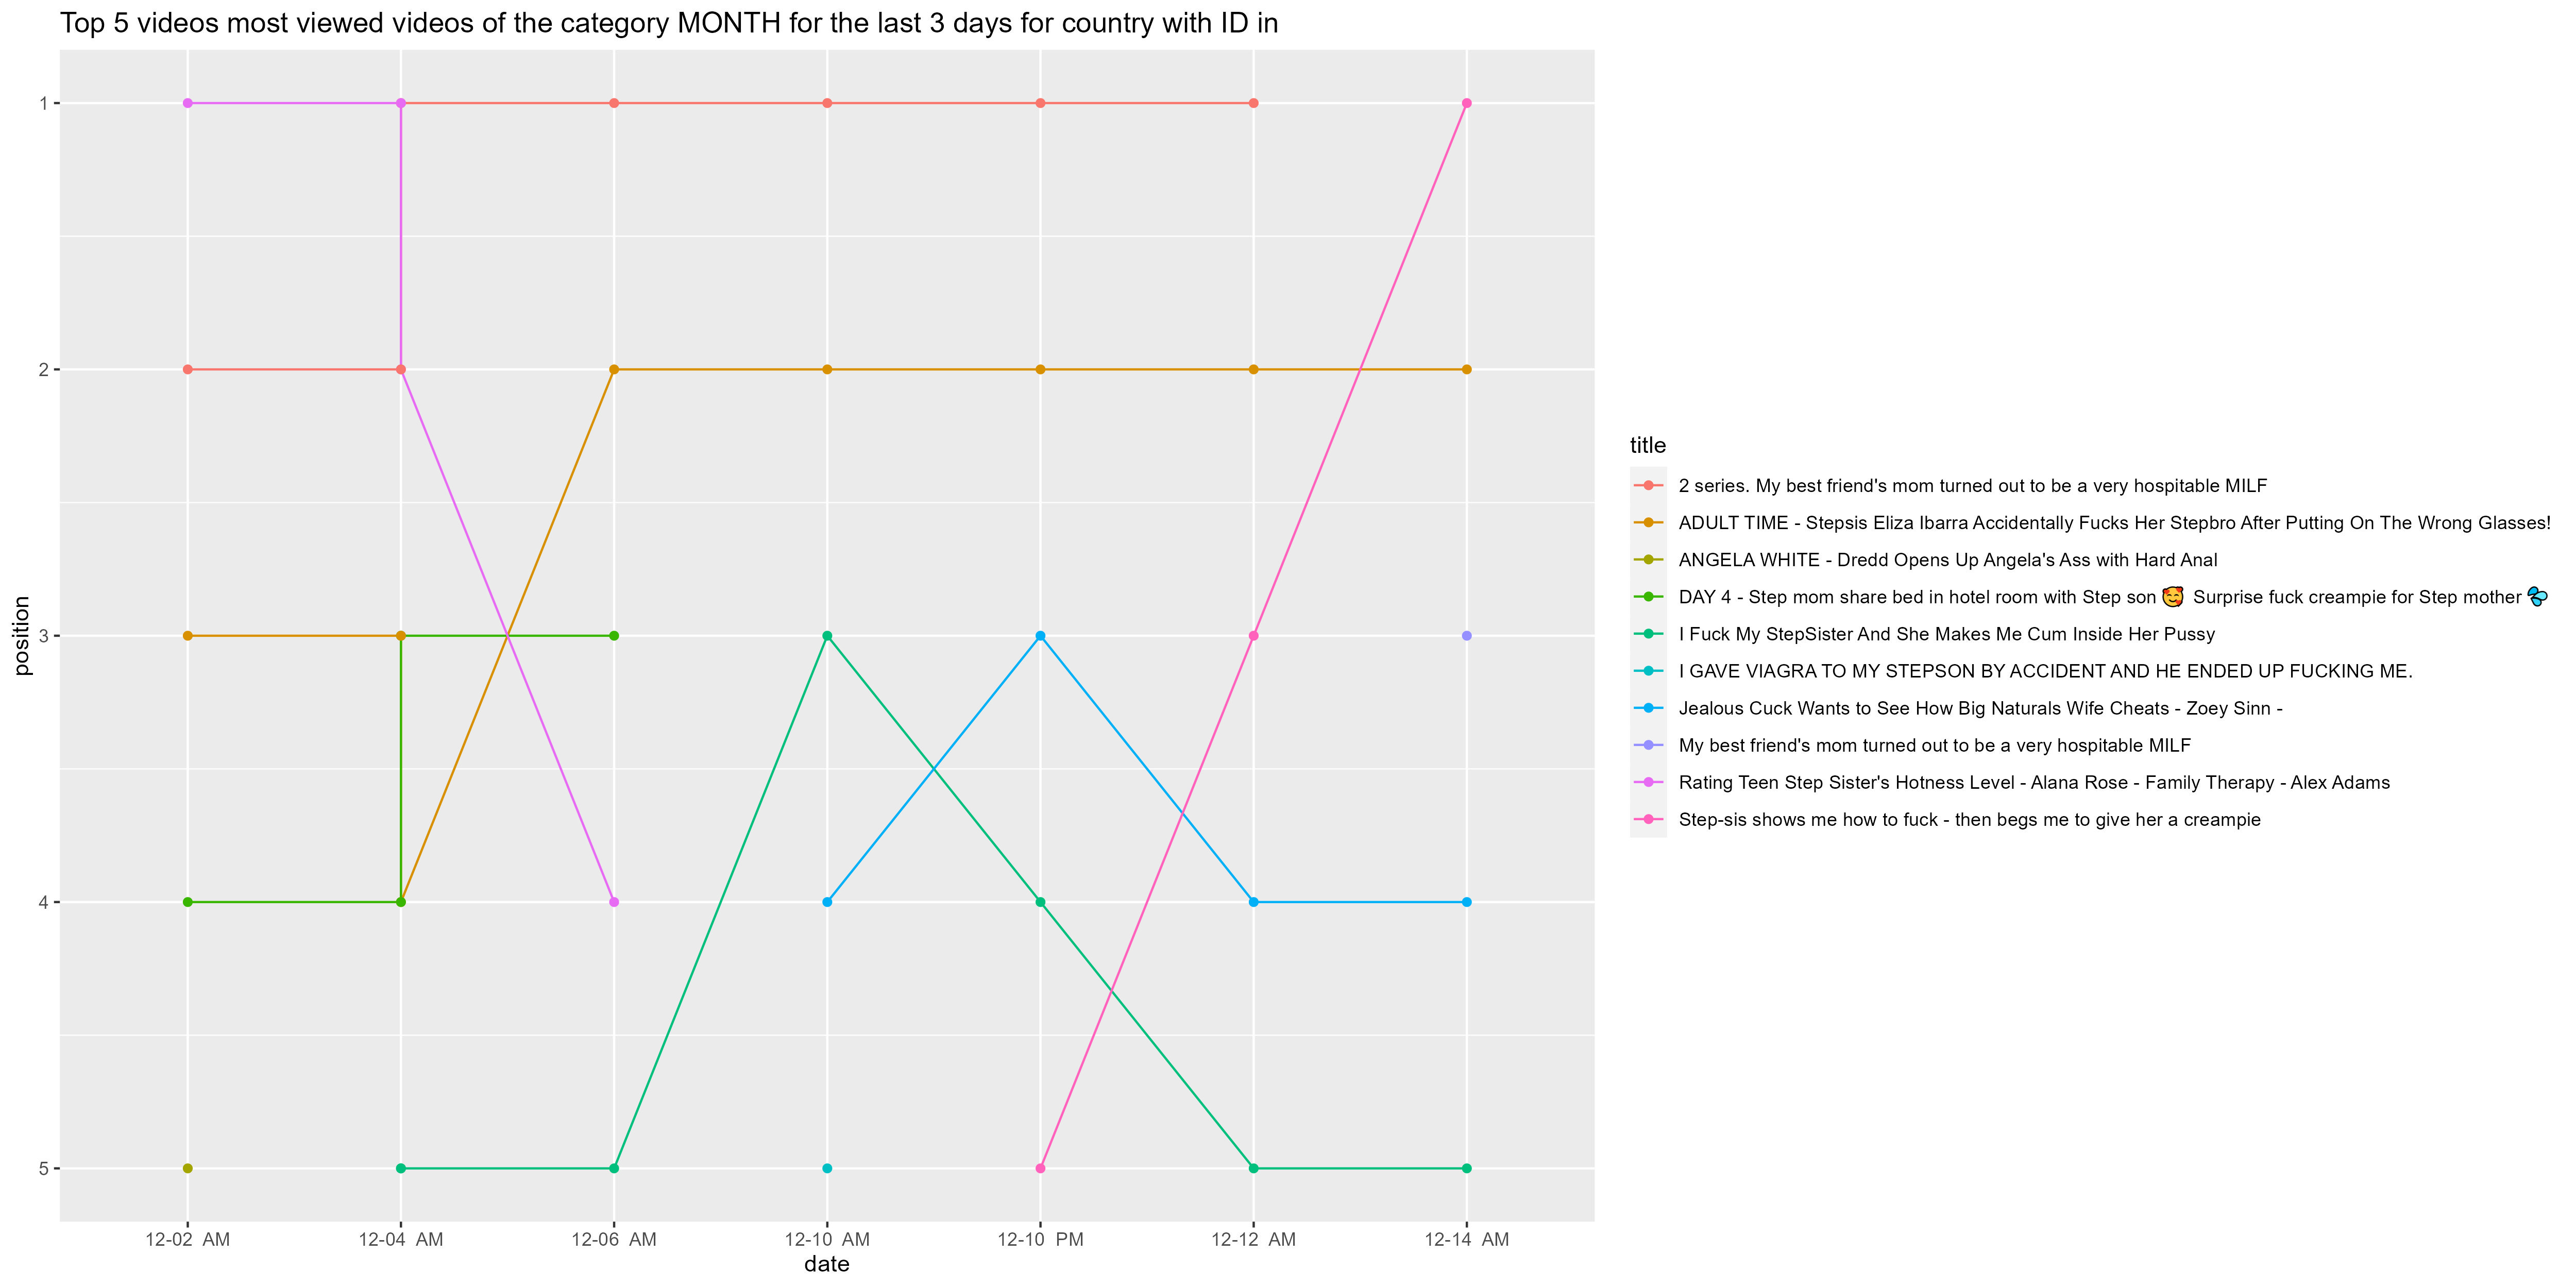 Top 5 videos most viewed videos of the category MONTH for the last 3 days for country with ID in
1
2
3
4
5
position
12-02 AM
12-04 AM
12-06 AM
12-10 AM
12-10 PM
12-12 AM
12-14 AM
date
title
2 series. My best friend's mom turned out to be a very hospitable MILF
ADULT TIME - Stepsis Eliza Ibarra Accidentally Fucks Her Stepbro After Putting On The Wrong Glasses!
ANGELA WHITE - Dredd Opens Up Angela's Ass with Hard Anal
DAY 4 - Step mom share bed in hotel room with Step son 🥰 Surprise fuck creampie for Step mother 💦
I Fuck My StepSister And She Makes Me Cum Inside Her Pussy
I GAVE VIAGRA TO MY STEPSON BY ACCIDENT AND HE ENDED UP FUCKING ME.
Jealous Cuck Wants to See How Big Naturals Wife Cheats - Zoey Sinn -
My best friend's mom turned out to be a very hospitable MILF
Rating Teen Step Sister's Hotness Level - Alana Rose - Family Therapy - Alex Adams
Step-sis shows me how to fuck - then begs me to give her a creampie